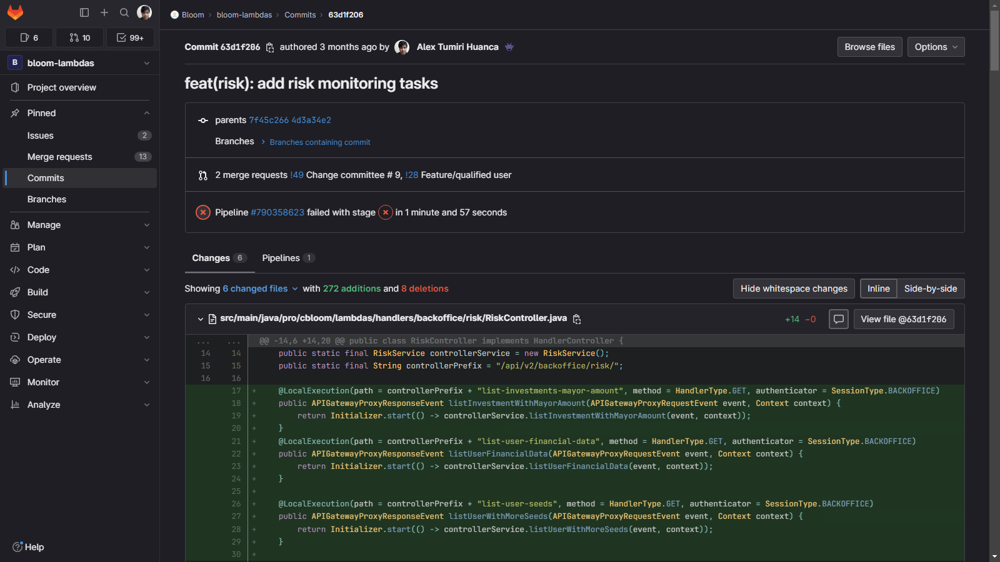 Bloom › bloom-lambdas › Commits › 63d1f206
6 10 99+
B bloom-lambdas
Project overview
Pinned
Issues 2
Merge requests 13
Commits
Branches
Manage
Plan
Code
Build
Secure
Deploy
Operate
Monitor
Analyze
Help
Commit 63d1f206 authored 3 months ago by Alex Tumiri Huanca
Browse files Options
feat(risk): add risk monitoring tasks
parents 7f45c266 4d3a34e2
Branches › Branches containing commit
2 merge requests !49 Change committee # 9, !28 Feature/qualified user
Pipeline #790358623 failed with stage in 1 minute and 57 seconds
Changes 6 Pipelines 1
Showing 6 changed files with 272 additions and 8 deletions
Hide whitespace changes Inline Side-by-side
src/main/java/pro/cbloom/lambdas/handlers/backoffice/risk/RiskController.java +14 −0 View file @63d1f206
... ... @@ -14,6 +14,20 @@ public class RiskController implements HandlerController {
14 14 public static final RiskService controllerService = new RiskService();
15 15 public static final String controllerPrefix = "/api/v2/backoffice/risk/";
16 16
17 + @LocalExecution(path = controllerPrefix + "list-investments-mayor-amount", method = HandlerType.GET, authenticator = SessionType.BACKOFFICE)
18 + public APIGatewayProxyResponseEvent listInvestmentWithMayorAmount(APIGatewayProxyRequestEvent event, Context context) {
19 + return Initializer.start(() -> controllerService.listInvestmentWithMayorAmount(event, context));
20 + }
21 + @LocalExecution(path = controllerPrefix + "list-user-financial-data", method = HandlerType.GET, authenticator = SessionType.BACKOFFICE)
22 + public APIGatewayProxyResponseEvent listUserFinancialData(APIGatewayProxyRequestEvent event, Context context) {
23 + return Initializer.start(() -> controllerService.listUserFinancialData(event, context));
24 + }
25 +
26 + @LocalExecution(path = controllerPrefix + "list-user-seeds", method = HandlerType.GET, authenticator = SessionType.BACKOFFICE)
27 + public APIGatewayProxyResponseEvent listUserWithMoreSeeds(APIGatewayProxyRequestEvent event, Context context) {
28 + return Initializer.start(() -> controllerService.listUserWithMoreSeeds(event, context));
29 + }
30 +